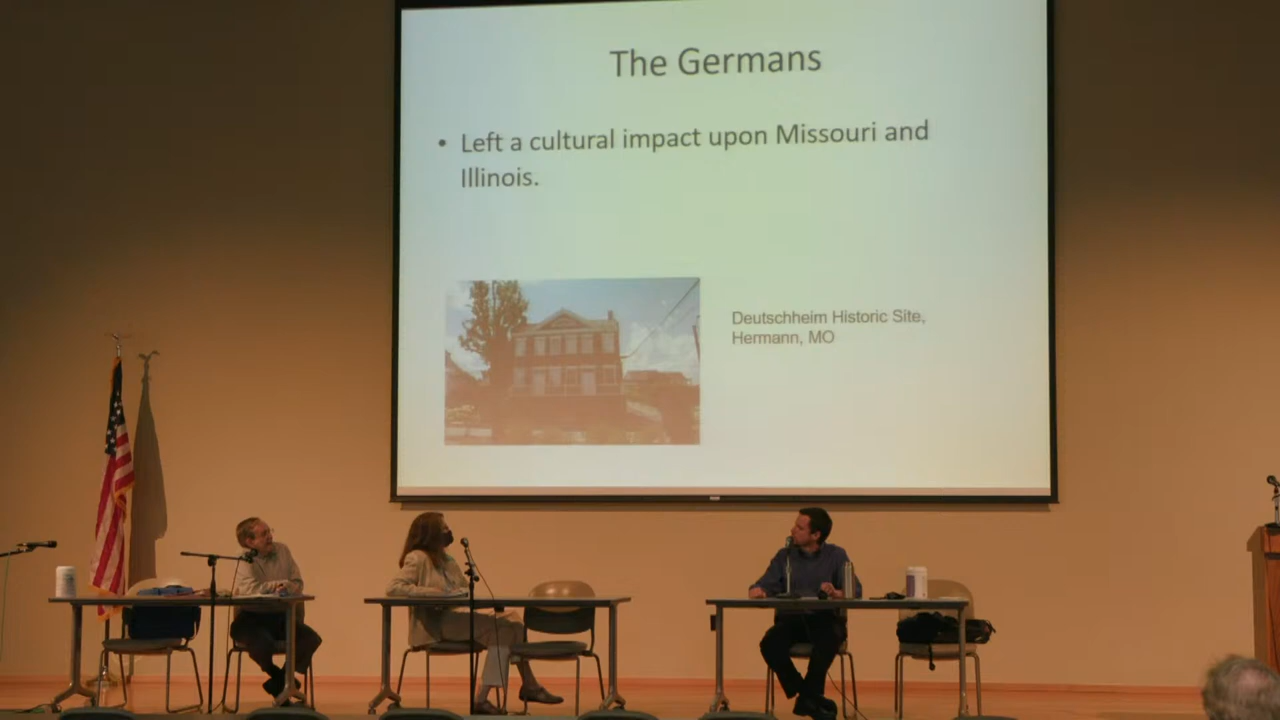 The Germans
• Left a cultural impact upon Missouri and
Illinois.
Deutschheim Historic Site,
Hermann, MO